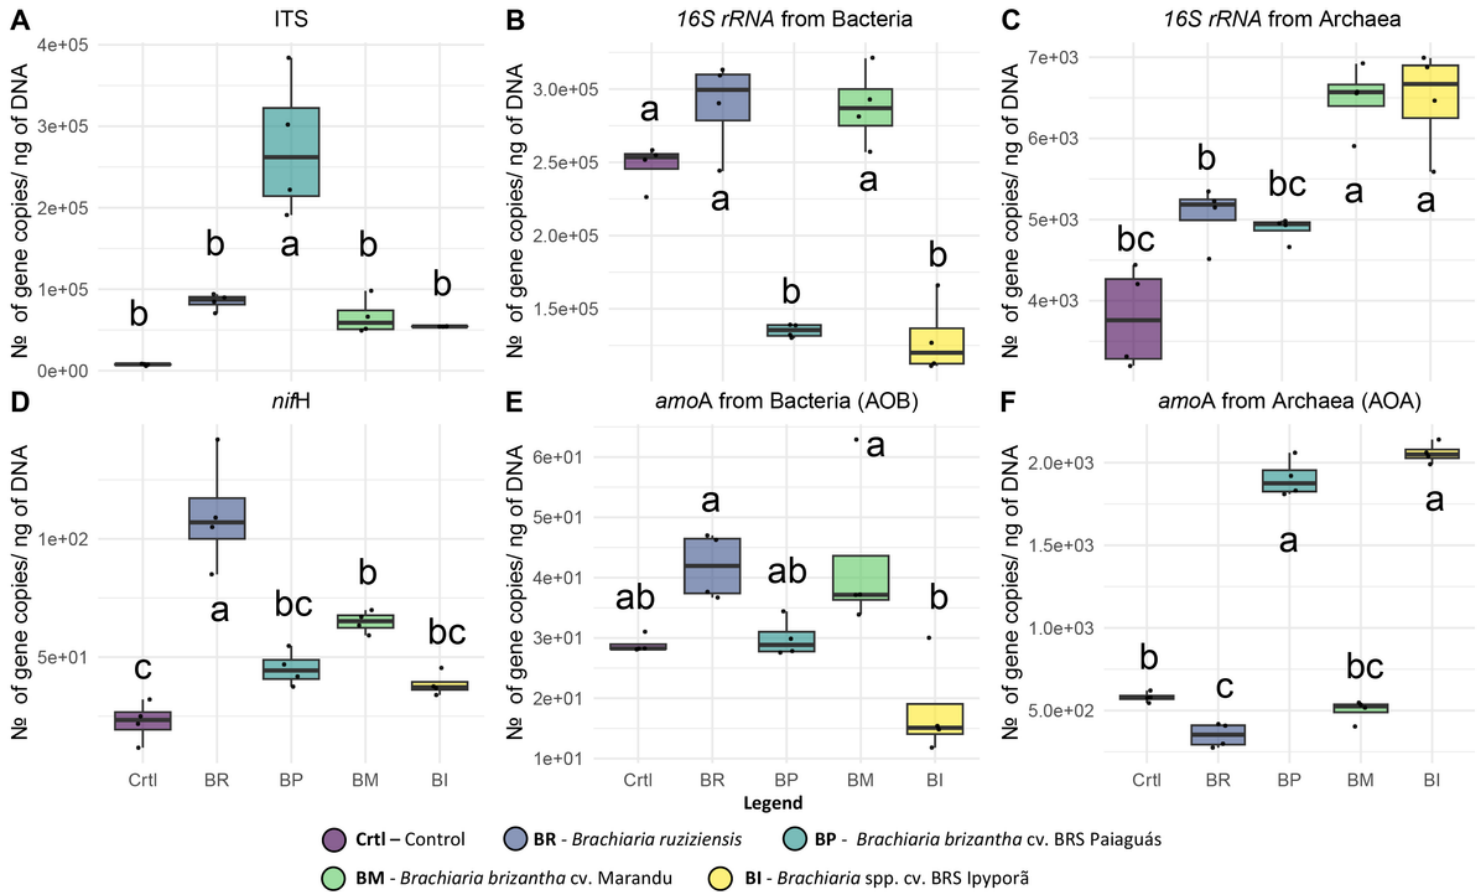 A ITS
4e+05
3e+05
2e+05
1e+05
0e+00
№ of gene copies/ ng of DNA
b b a b b
B 16S rRNA from Bacteria
3.0e+05
2.5e+05
2.0e+05
1.5e+05
№ of gene copies/ ng of DNA
a a b a b
C 16S rRNA from Archaea
7e+03
6e+03
5e+03
4e+03
№ of gene copies/ ng of DNA
bc b bc a a
D nifH
1e+02
5e+01
№ of gene copies/ ng of DNA
c a bc b bc
Crtl BR BP BM BI
E amoA from Bacteria (AOB)
6e+01
5e+01
4e+01
3e+01
2e+01
1e+01
№ of gene copies/ ng of DNA
ab a ab a b
Crtl BR BP BM BI
F amoA from Archaea (AOA)
2.0e+03
1.5e+03
1.0e+03
5.0e+02
№ of gene copies/ ng of DNA
b c a bc a
Crtl BR BP BM BI
Legend
Crtl – Control BR - Brachiaria ruziziensis BP - Brachiaria brizantha cv. BRS Paiaguás
BM - Brachiaria brizantha cv. Marandu BI - Brachiaria spp. cv. BRS Ipyporã